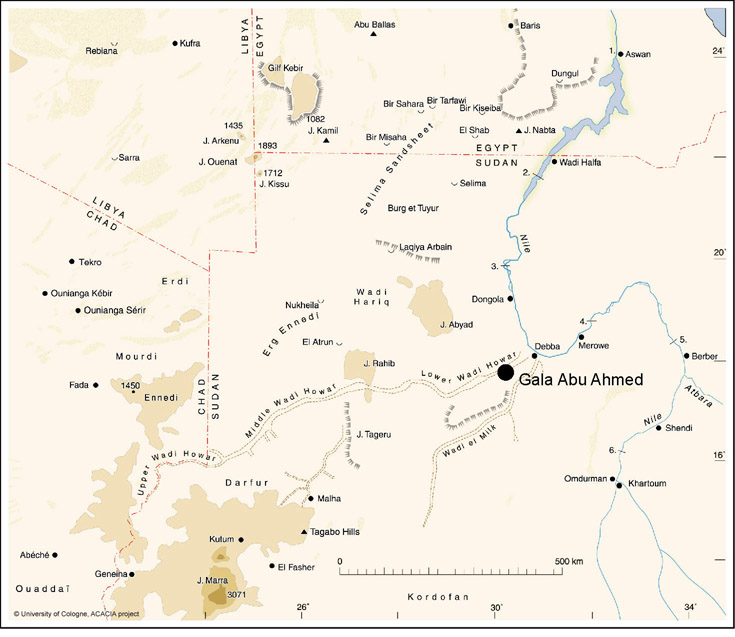 Abu Ballas
Baris
LIBYA
EGYPT
Kufra
Rebiana
1.
Aswan
24°
Gilf Kebir
Dungul
Bir Sahara
Bir Tarfawi
Bir Kiseiba
1082
J. Kamil
1435
J. Arkenu
El Shab
J. Nabta
Bir Misaha
1893
J. Ouenat
EGYPT
SUDAN
Sarra
Wadi Halfa
1712
J. Kissu
2.
Selima
Selima Sandsheet
LIBYA
CHAD
Burg et Tuyur
Nile
Laqiya Arbain
Tekro
3.
20°
Erdi
Ounianga Kébir
Ounianga Sérir
Wadi
Hariq
Nukheila
Dongola
J. Abyad
4.
Erg Ennedi
El Atrun
Merowe
5.
Debba
Berber
Mourdi
J. Rahib
Lower Wadi Howar
Gala Abu Ahmed
Fada
1450
Ennedi
CHAD
SUDAN
Middle Wadi Howar
Atbara
Nile
Shendi
J. Tageru
Wadi el Milk
Upper Wadi Howar
6.
16°
Darfur
Omdurman
Khartoum
Malha
Tagabo Hills
Kutum
Abéché
0
500 km
El Fasher
Geneina
J. Marra
3071
Ouaddaï
Kordofan
© University of Cologne, ACACIA project
26°
30°
34°